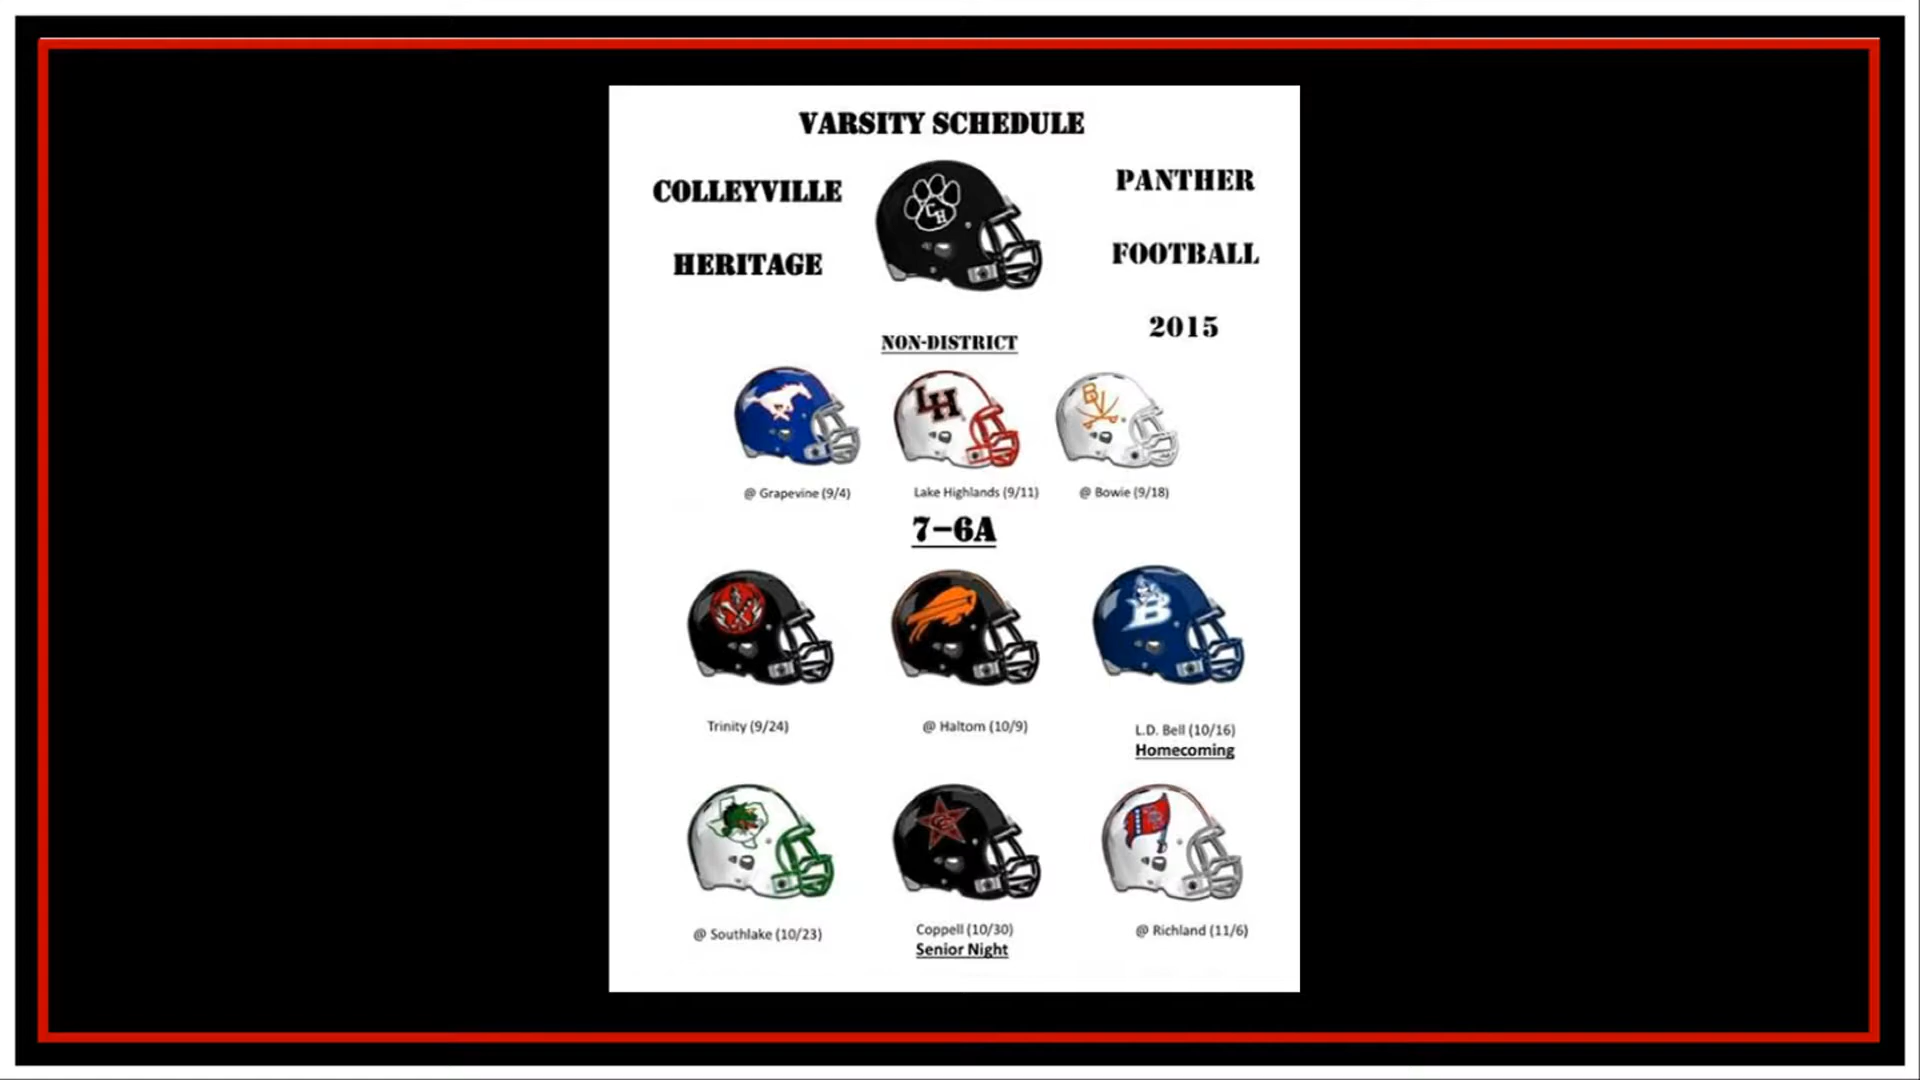 VARSITY SCHEDULE
COLLEYVILLE
HERITAGE
CH
PANTHER
FOOTBALL
2015
NON-DISTRICT
LH
B
V
@ Grapevine (9/4)
Lake Highlands (9/11)
@ Bowie (9/18)
7-6A
B
Trinity (9/24)
@ Haltom (10/9)
L.D. Bell (10/16)
Homecoming
@ Southlake (10/23)
Coppell (10/30)
Senior Night
@ Richland (11/6)